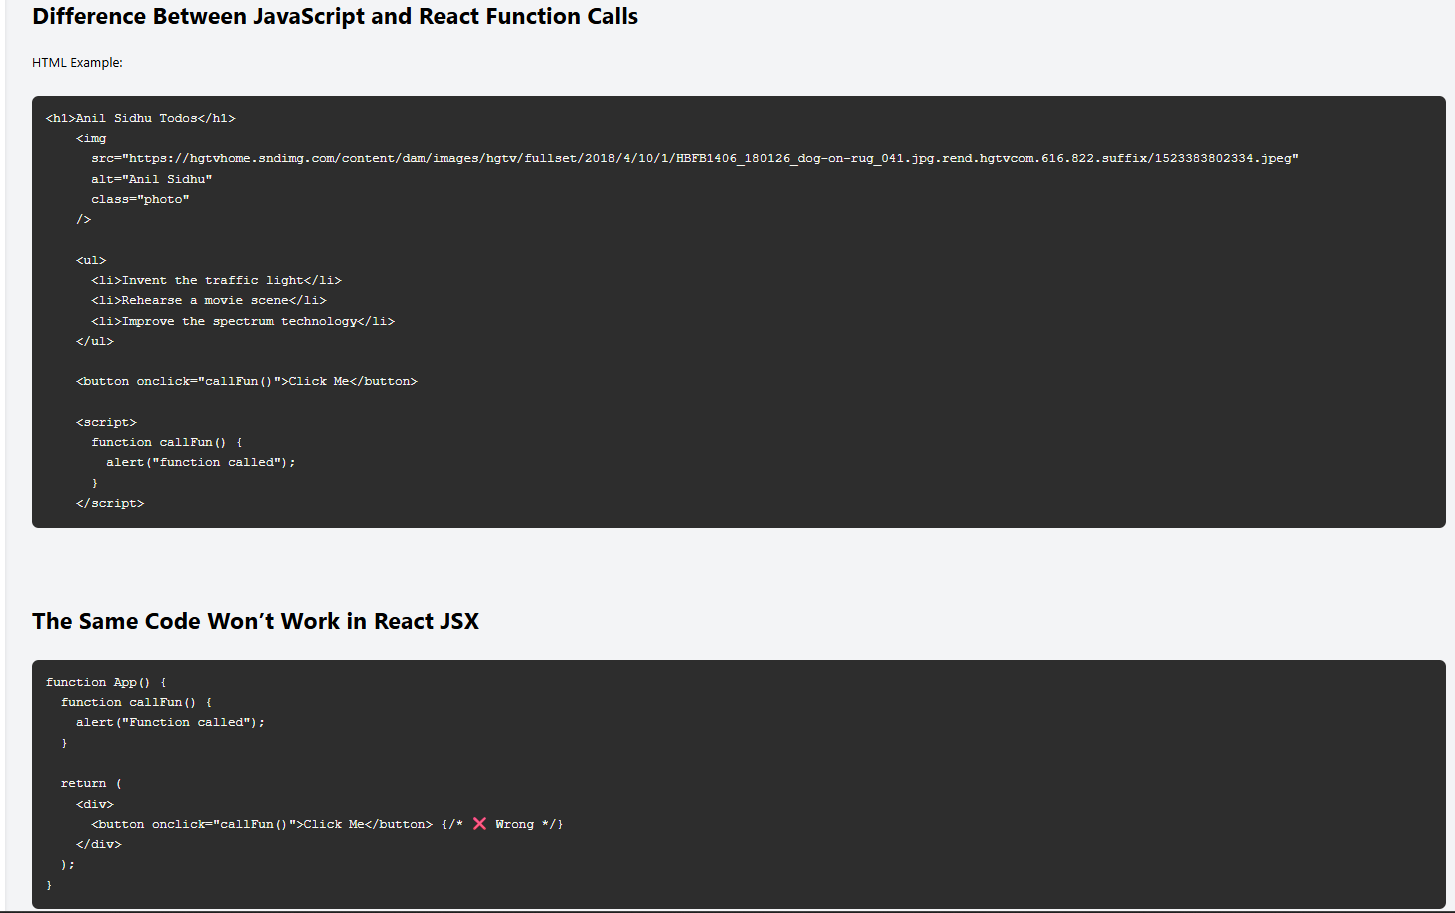 Difference Between JavaScript and React Function Calls
HTML Example:
<h1>Anil Sidhu Todos</h1>
    <img
      src="https://hgtvhome.sndimg.com/content/dam/images/hgtv/fullset/2018/4/10/1/HBFB1406_180126_dog-on-rug_041.jpg.rend.hgtvcom.616.822.suffix/1523383802334.jpeg"
      alt="Anil Sidhu"
      class="photo"
    />
    <ul>
      <li>Invent the traffic light</li>
      <li>Rehearse a movie scene</li>
      <li>Improve the spectrum technology</li>
    </ul>
    <button onclick="callFun()">Click Me</button>
    <script>
      function callFun() {
        alert("function called");
      }
    </script>
The Same Code Won’t Work in React JSX
function App() {
  function callFun() {
    alert("Function called");
  }
  return (
    <div>
      <button onclick="callFun()">Click Me</button> {/* ❌ Wrong */}
    </div>
  );
}